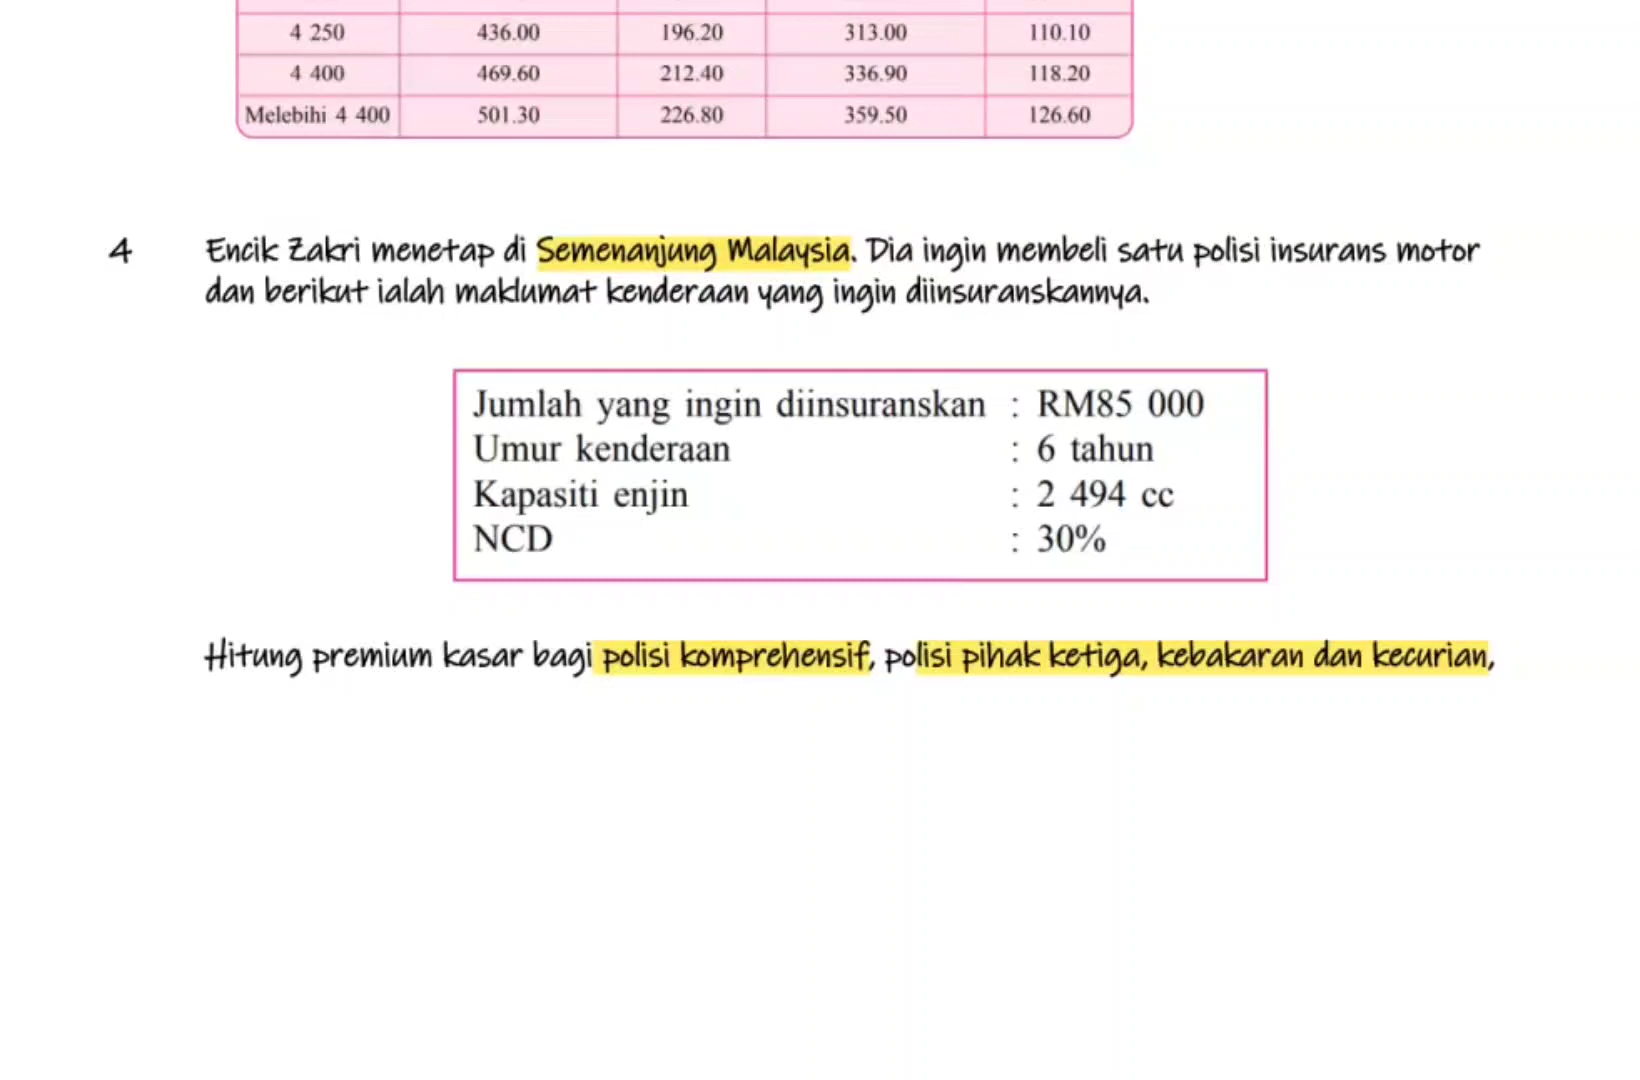 4 250 436.00 196.20 313.00 110.10
4 400 469.60 212.40 336.90 118.20
Melebihi 4 400 501.30 226.80 359.50 126.60
4 Encik Zakri menetap di Semenanjung Malaysia. Dia ingin membeli satu polisi insurans motor
dan berikut ialah maklumat kenderaan yang ingin diinsuranskannya.
Jumlah yang ingin diinsuranskan : RM85 000
Umur kenderaan : 6 tahun
Kapasiti enjin : 2 494 cc
NCD : 30%
Hitung premium kasar bagi polisi komprehensif, polisi pihak ketiga, kebakaran dan kecurian,